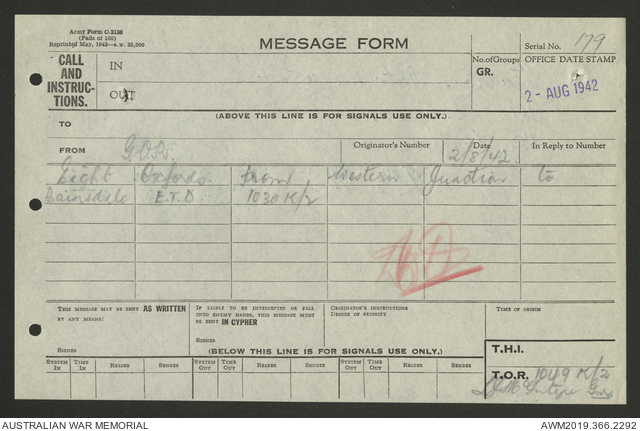 Army Form C.2128
(Pads of 100)
Reprinted May, 1942—a.w. 25,000
MESSAGE FORM
Serial No. 179
CALL AND INSTRUCTIONS.
IN
OUT
No. of Groups
GR.
OFFICE DATE STAMP
2 - AUG 1942
(ABOVE THIS LINE IS FOR SIGNALS USE ONLY.)
TO
FROM
Originator's Number
Date
2/8/42
In Reply to Number
Eight Oxfords from Western Junction to
Bairnsdale E.T.D 1030 K/2
THIS MESSAGE MAY BE SENT AS WRITTEN
BY ANY MEANS.
SIGNED
IF LIABLE TO BE INTERCEPTED OR FALL
INTO ENEMY HANDS, THIS MESSAGE MUST
BE SENT IN CYPHER
SIGNED
ORIGINATOR'S INSTRUCTIONS
DEGREE OF PRIORITY
TIME OF ORIGIN
(BELOW THIS LINE IS FOR SIGNALS USE ONLY.)
T.H.I.
SYSTEM IN TIME IN READER SENDER SYSTEM OUT TIME OUT READER SENDER SYSTEM OUT TIME OUT READER SENDER
T.O.R. 1049 K/2
AUSTRALIAN WAR MEMORIAL
AWM2019.366.2292